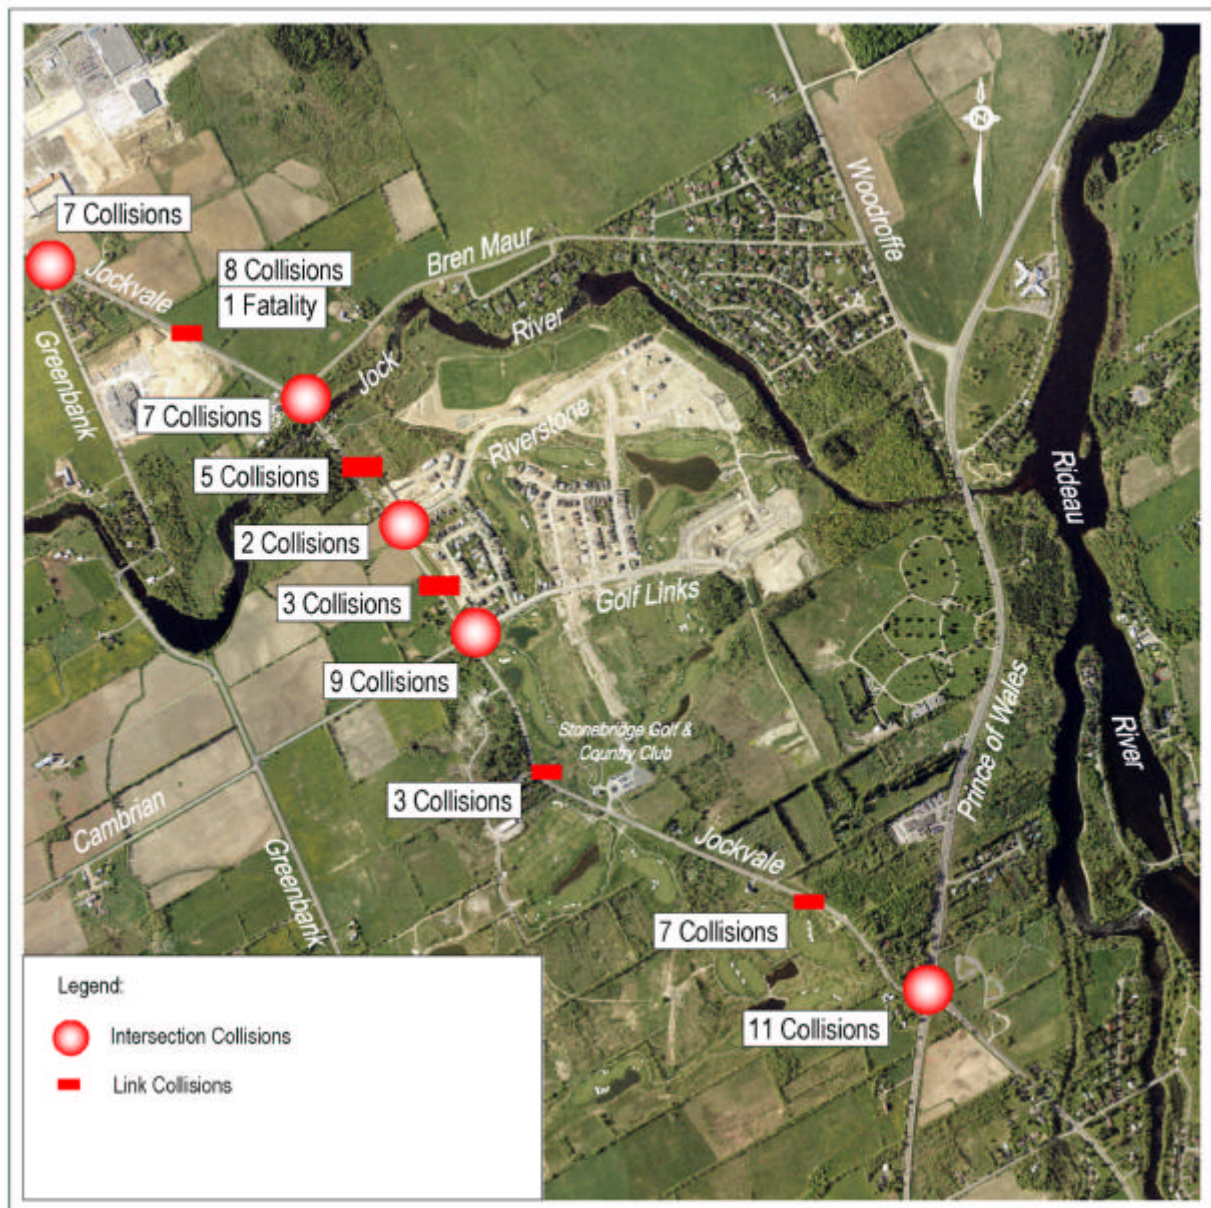 N
7 Collisions
Woodroffe
Bren Maur
Jockvale
8 Collisions
1 Fatality
River
Greenbank
Jock
7 Collisions
Riverstone
5 Collisions
Rideau
2 Collisions
3 Collisions
Golf Links
9 Collisions
Prince of Wales
River
Stonebridge Golf &
Country Club
3 Collisions
Cambrian
Jockvale
Greenbank
7 Collisions
11 Collisions
Legend:
Intersection Collisions
Link Collisions